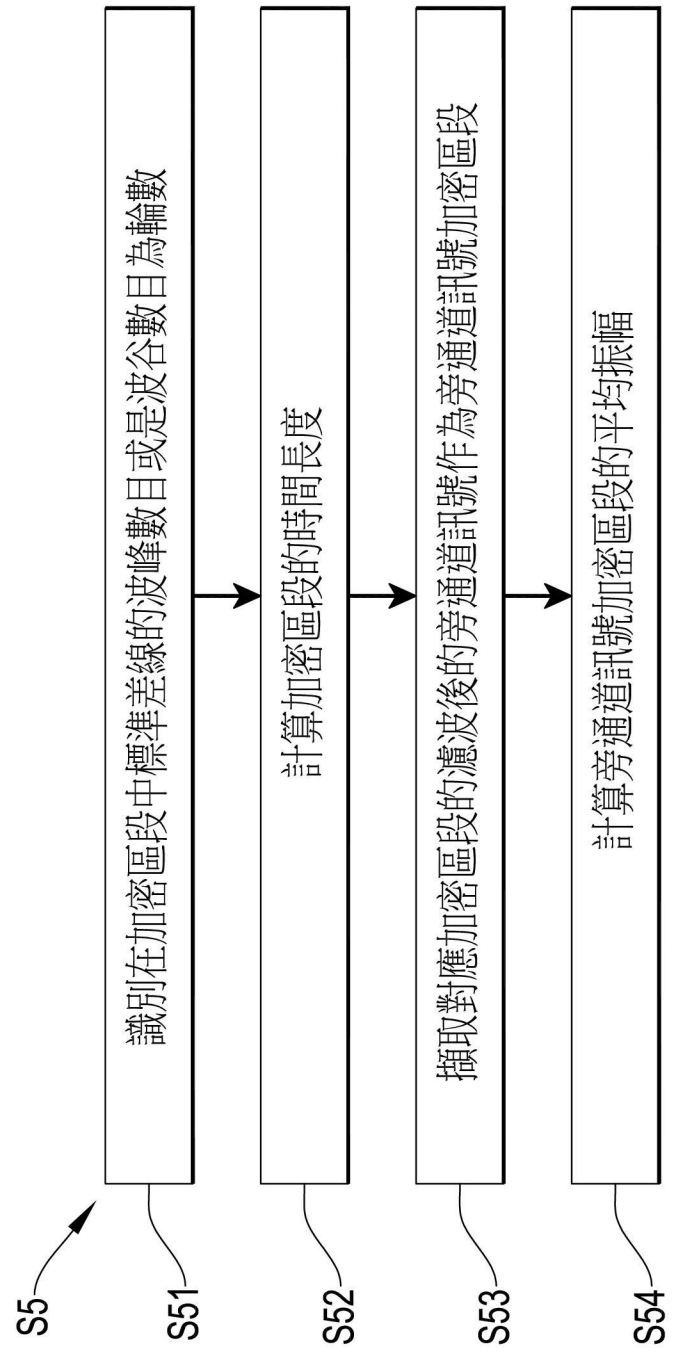 S5
識別在加密區段中標準差線的波峰數目或是波谷數目為輪數
S51
計算加密區段的時間長度
S52
擷取對應加密區段的濾波後的旁通道訊號作為旁通道訊號加密區段
S53
計算旁通道訊號加密區段的平均振幅
S54